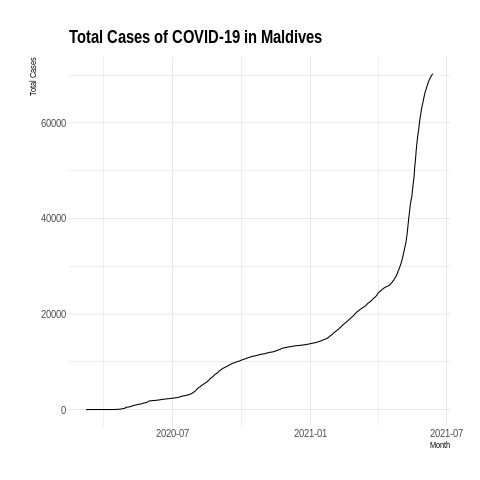 Total Cases of COVID-19 in Maldives
Total Cases
60000
40000
20000
0
2020-07
2021-01
2021-07
Month